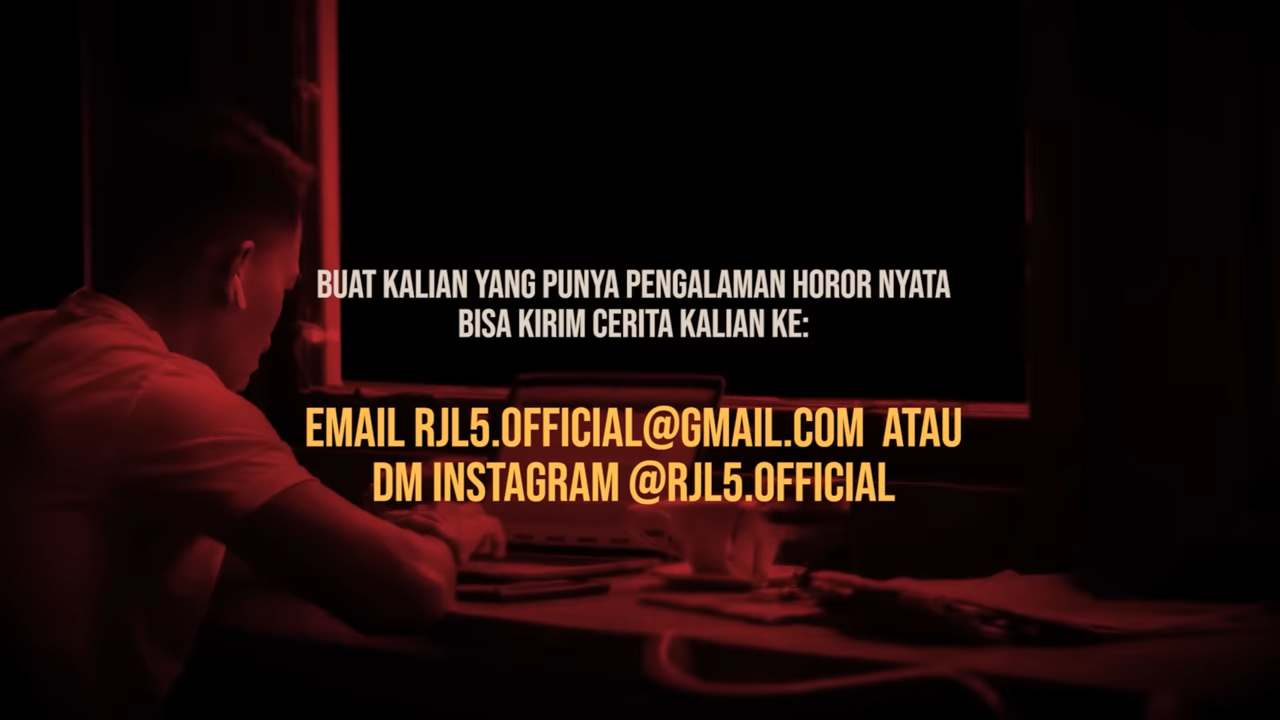 BUAT KALIAN YANG PUNYA PENGALAMAN HOROR NYATA
BISA KIRIM CERITA KALIAN KE:
EMAIL RJL5.OFFICIAL@GMAIL.COM ATAU
DM INSTAGRAM @RJL5.OFFICIAL